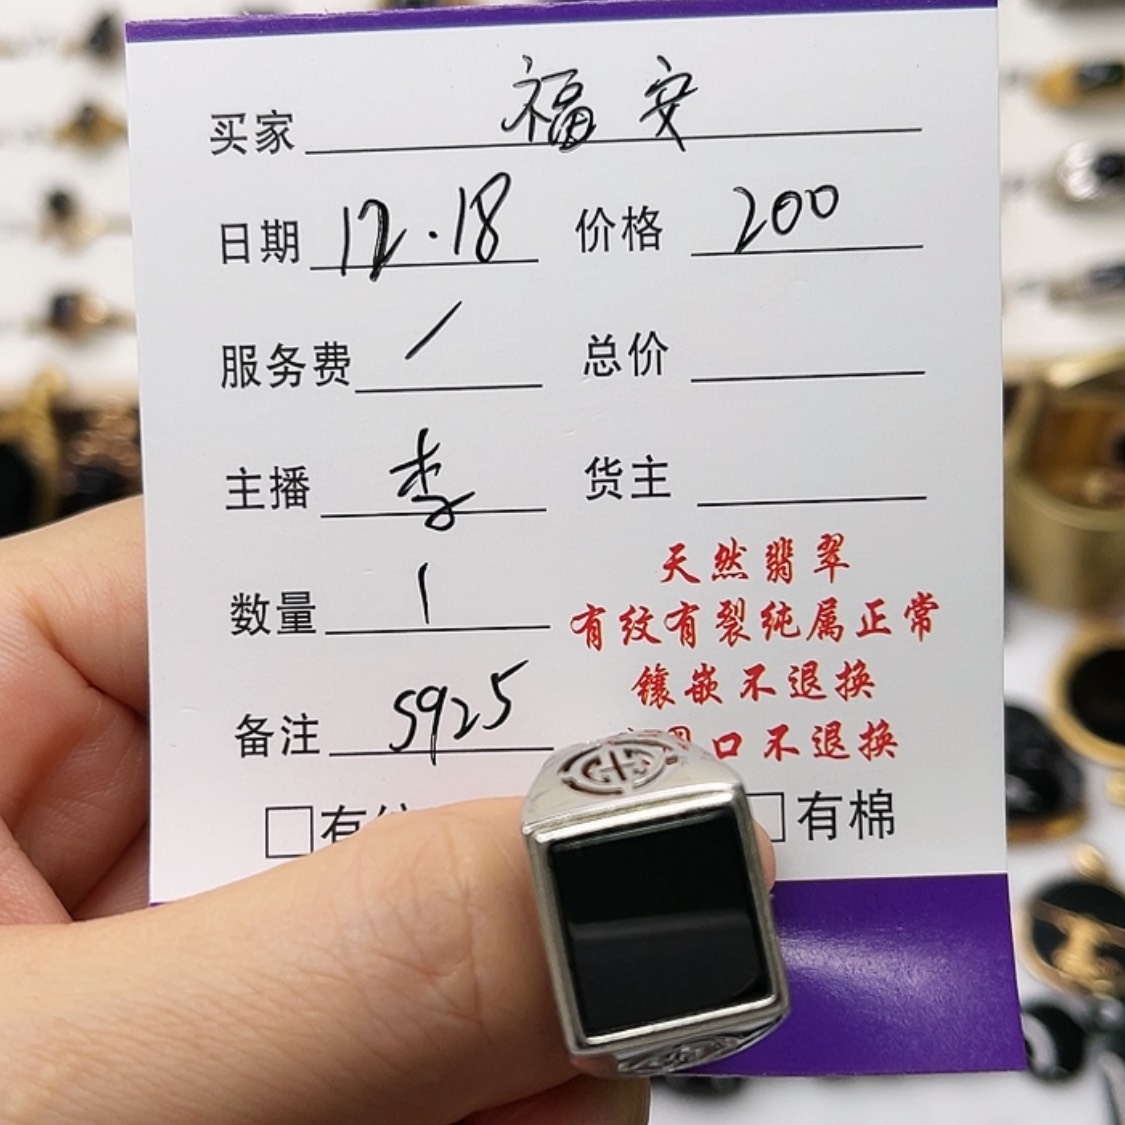 买家 福安
日期 12.18 价格 200
服务费 / 总价
主播 李 货主
数量 1
天然翡翠
有纹有裂纯属正常
备注 S925
镶嵌不退换
口不退换
有 有棉